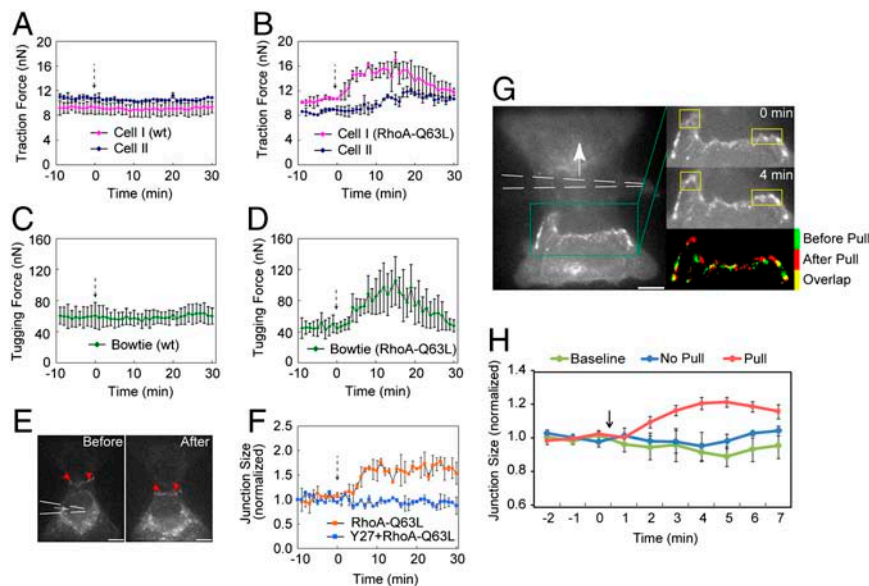 A
Traction Force (nN)
20
16
12
8
4
0
Cell I (wt)
Cell II
-10 0 10 20 30
Time (min)
B
Traction Force (nN)
20
16
12
8
4
0
Cell I (RhoA-Q63L)
Cell II
-10 0 10 20 30
Time (min)
C
Tugging Force (nN)
160
120
80
40
0
Bowtie (wt)
-10 0 10 20 30
Time (min)
D
Tugging Force (nN)
160
120
80
40
0
Bowtie (RhoA-Q63L)
-10 0 10 20 30
Time (min)
E
Before
After
F
Junction Size
(normalized)
2.5
2.0
1.5
1.0
0.5
0
RhoA-Q63L
Y27+RhoA-Q63L
-10 0 10 20 30
Time (min)
G
0 min
4 min
Before Pull
After Pull
Overlap
H
Baseline No Pull Pull
Junction Size (normalized)
1.4
1.2
1.0
0.8
0.6
-2 -1 0 1 2 3 4 5 6 7
Time (min)